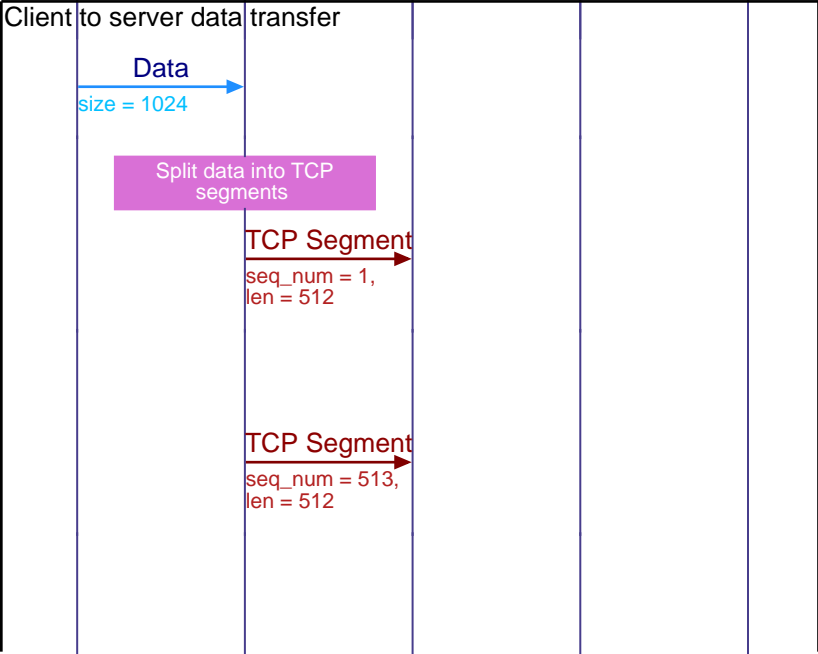 Client to server data transfer
Data
size = 1024
Split data into TCP
segments
TCP Segment
seq_num = 1,
len = 512
TCP Segment
seq_num = 513,
len = 512